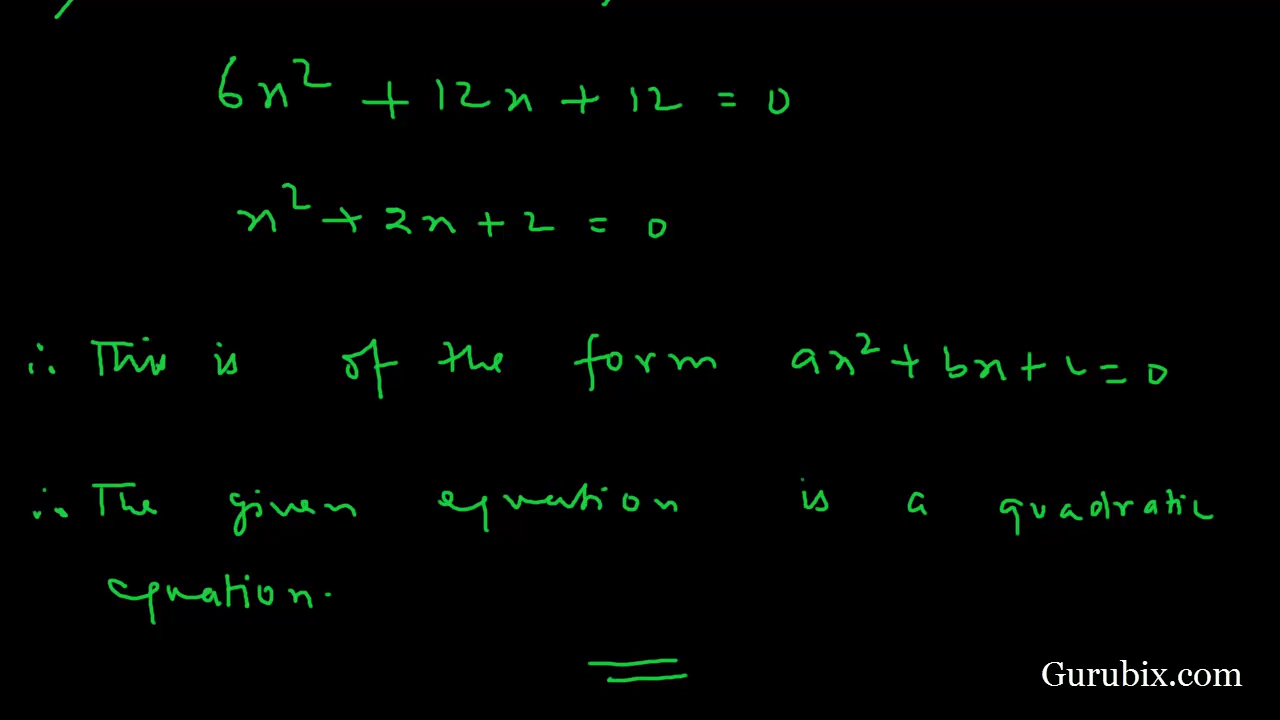 6x² + 12x + 12 = 0
x² + 2x + 2 = 0
∴ This is of the form ax² + bx + c = 0
∴ The given equation is a quadratic
equation.
Gurubix.com